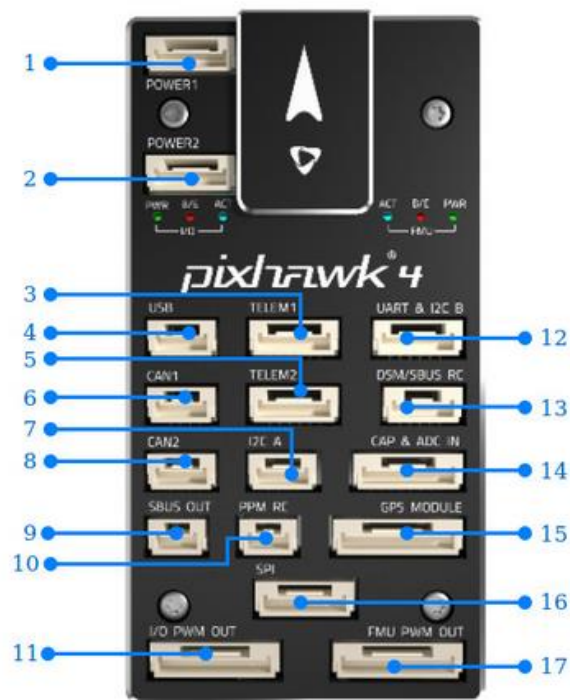 1
POWER1
POWER2
2
PWR B/E ACT
I/O
ACT B/E PWR
FMU
pixhawk®4
3
USB TELEM1 UART & I2C B
4
12
5
CAN1 TELEM2 DSM/SBUS RC
6
13
7
CAN2 I2C A CAP & ADC IN
8
14
SBUS OUT PPM RC GPS MODULE
9
15
10
SPI
16
I/O PWM OUT FMU PWM OUT
11
17